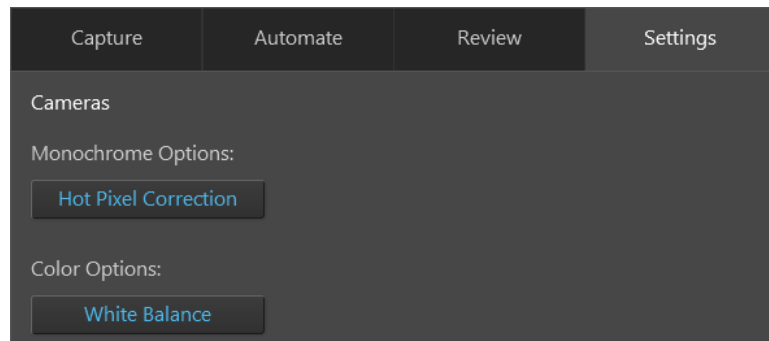 Capture Automate Review Settings
Cameras
Monochrome Options:
Hot Pixel Correction
Color Options:
White Balance